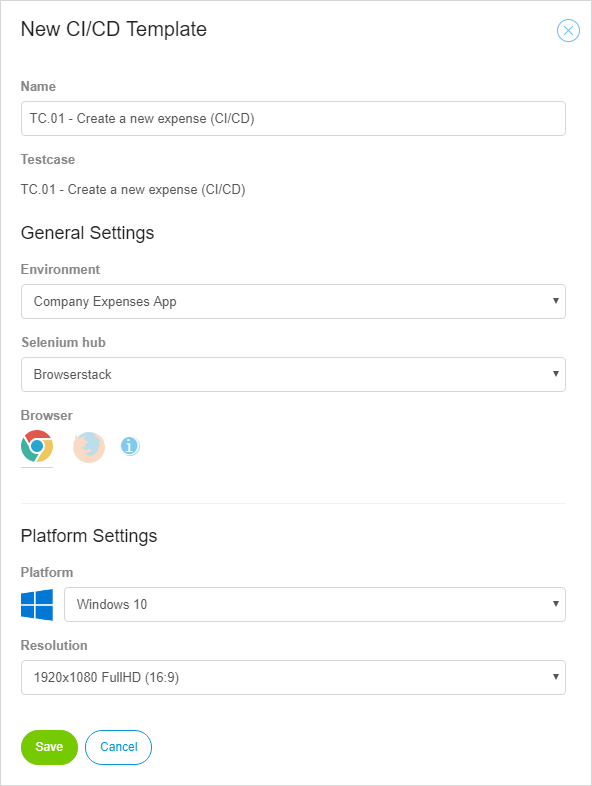 New CI/CD Template
Name
TC.01 - Create a new expense (CI/CD)
Testcase
TC.01 - Create a new expense (CI/CD)
General Settings
Environment
Company Expenses App
Selenium hub
Browserstack
Browser
Platform Settings
Platform
Windows 10
Resolution
1920x1080 FullHD (16:9)
Save
Cancel